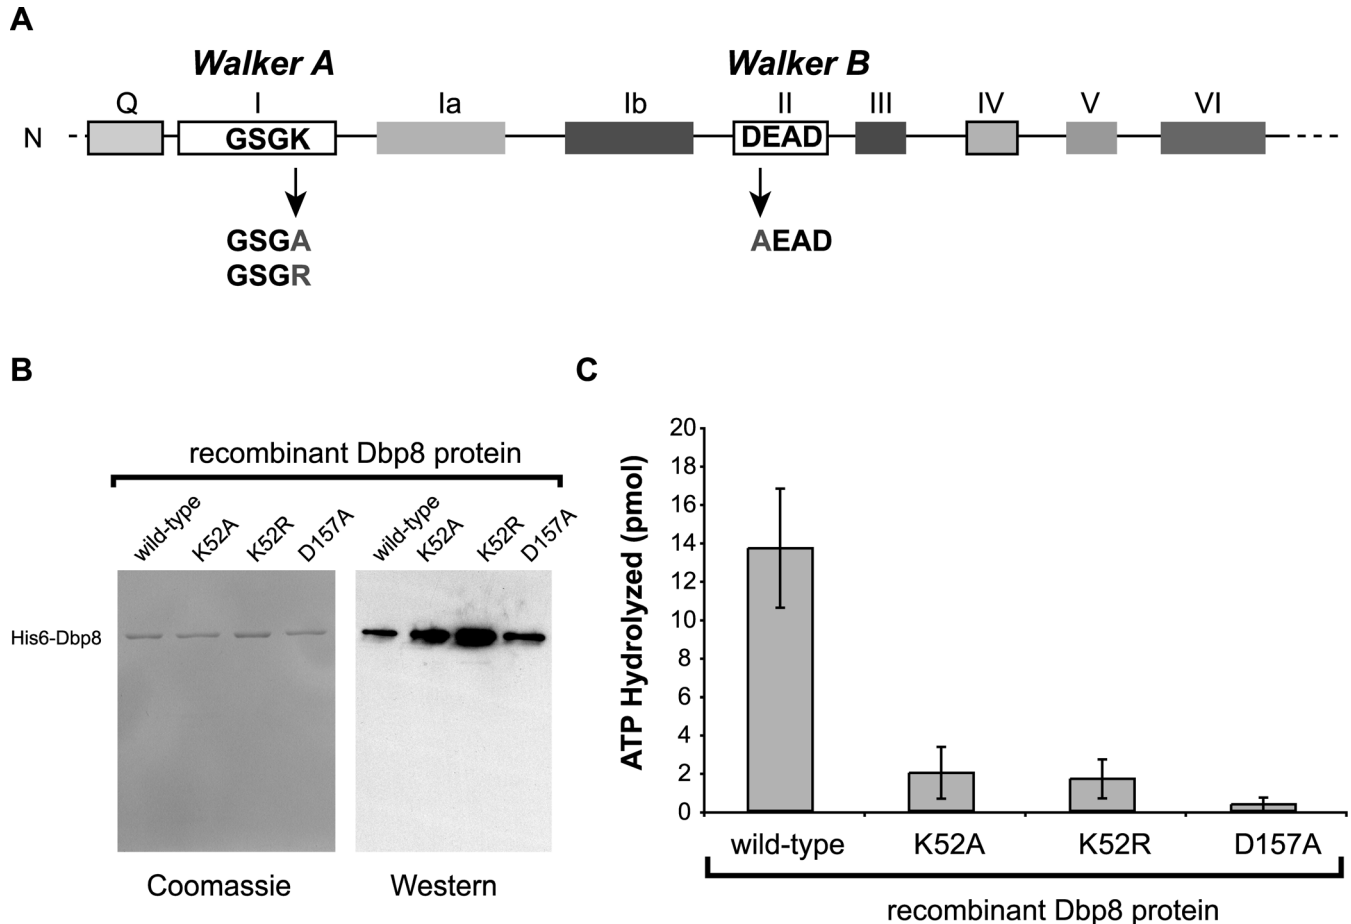 A
Walker A
Walker B
Q I Ia Ib II III IV V VI
N GSGK DEAD
GSGA AEAD
GSGR
B
recombinant Dbp8 protein
wild-type K52A K52R D157A wild-type K52A K52R D157A
His6-Dbp8
Coomassie Western
C
ATP Hydrolyzed (pmol)
20
18
16
14
12
10
8
6
4
2
0
wild-type K52A K52R D157A
recombinant Dbp8 protein